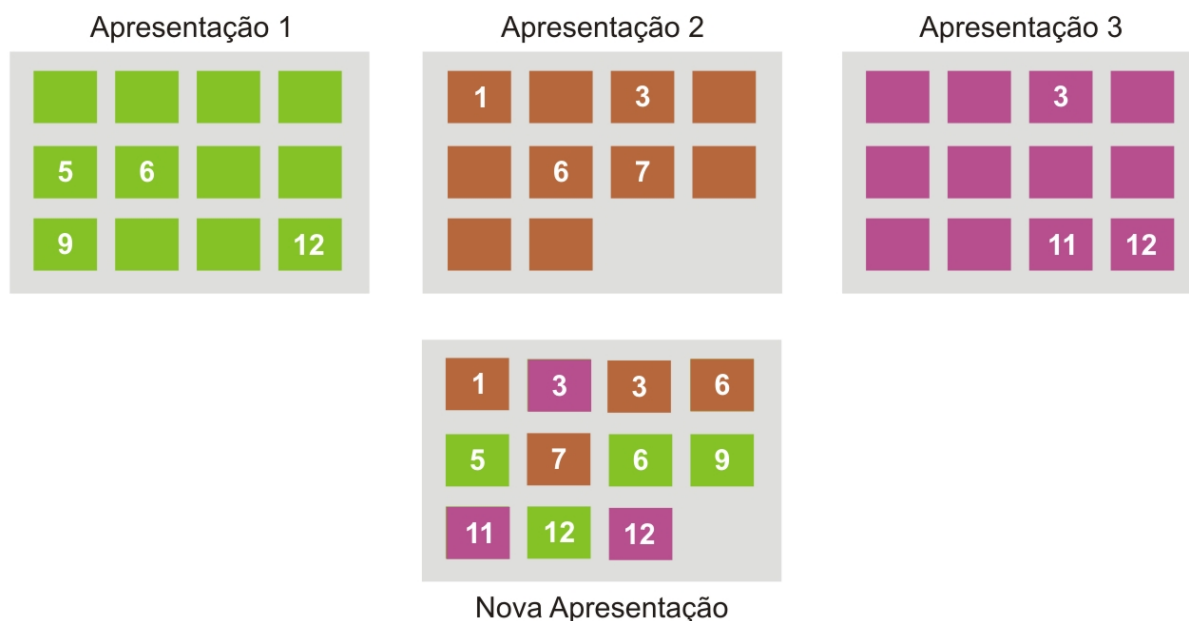 Apresentação 1
5 6
9 12
Apresentação 2
1 3
6 7
Apresentação 3
3
11 12
1 3 3 6
5 7 6 9
11 12 12
Nova Apresentação